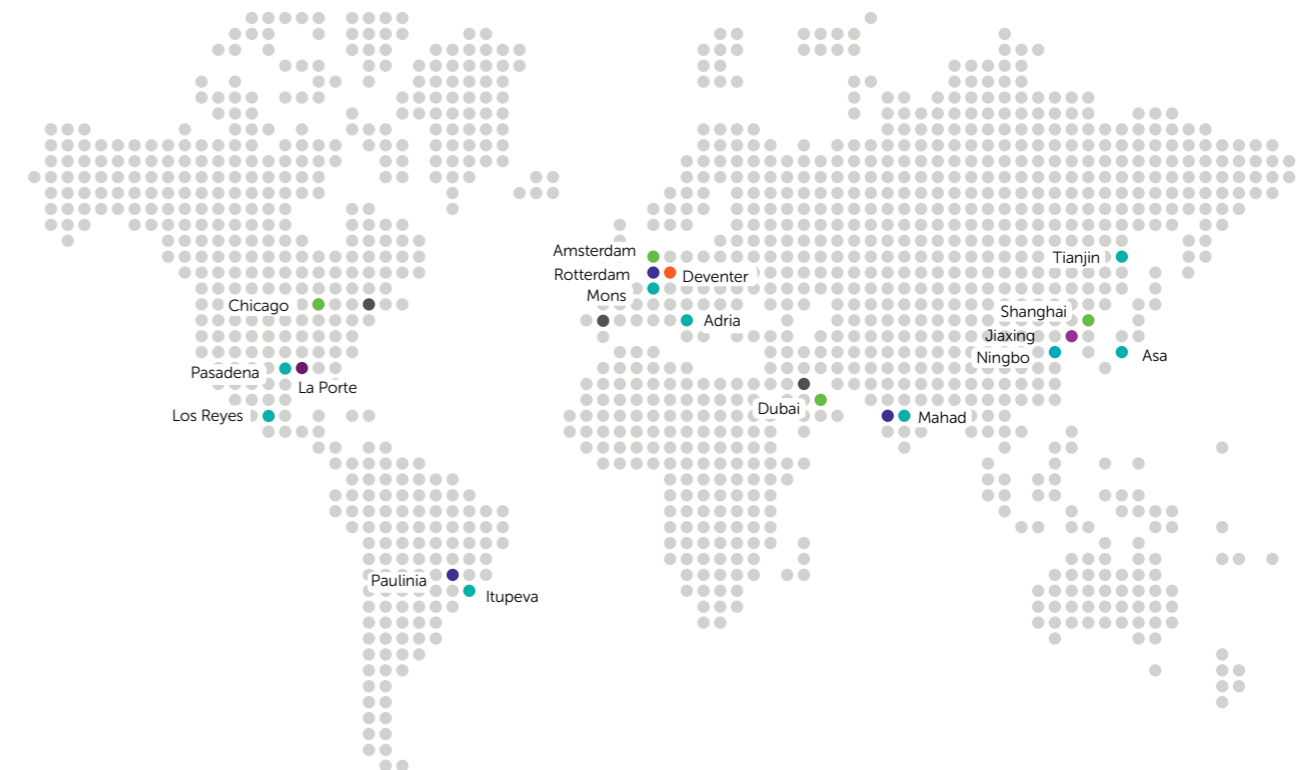 Amsterdam
Rotterdam
Deventer
Mons
Tianjin
Chicago
Shanghai
Adria
Jiaxing
Ningbo
Asa
Pasadena
La Porte
Dubai
Los Reyes
Mahad
Paulinia
Itupeva